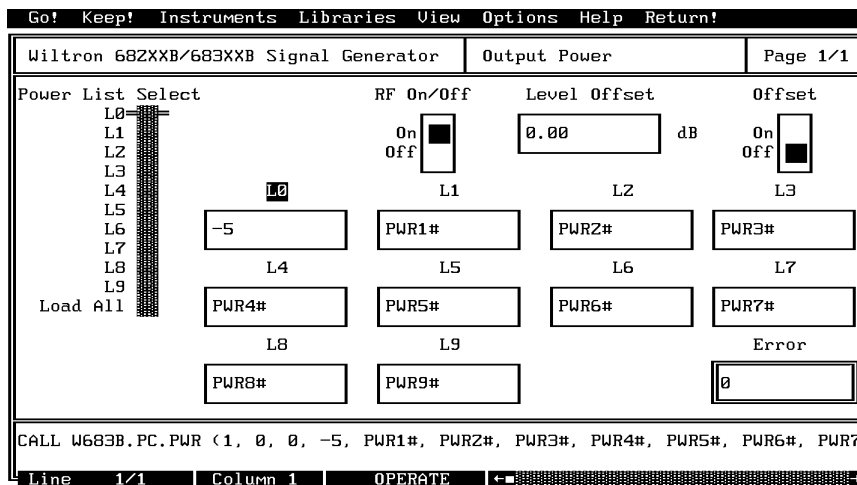 Go! Keep! Instruments Libraries View Options Help Return!
Wiltron 682XXB/683XXB Signal Generator Output Power Page 1/1
Power List Select RF On/Off Level Offset Offset
L0
L1 On 0.00 dB On
L2 Off Off
L3
L4 L0 L1 L2 L3
L5
L6 -5 PWR1# PWR2# PWR3#
L7
L8 L4 L5 L6 L7
L9
Load All PWR4# PWR5# PWR6# PWR7#
L8 L9 Error
PWR8# PWR9# 0
CALL W683B.PC.PWR (1, 0, 0, -5, PWR1#, PWR2#, PWR3#, PWR4#, PWR5#, PWR6#, PWR7
Line 1/1 Column 1 OPERATE